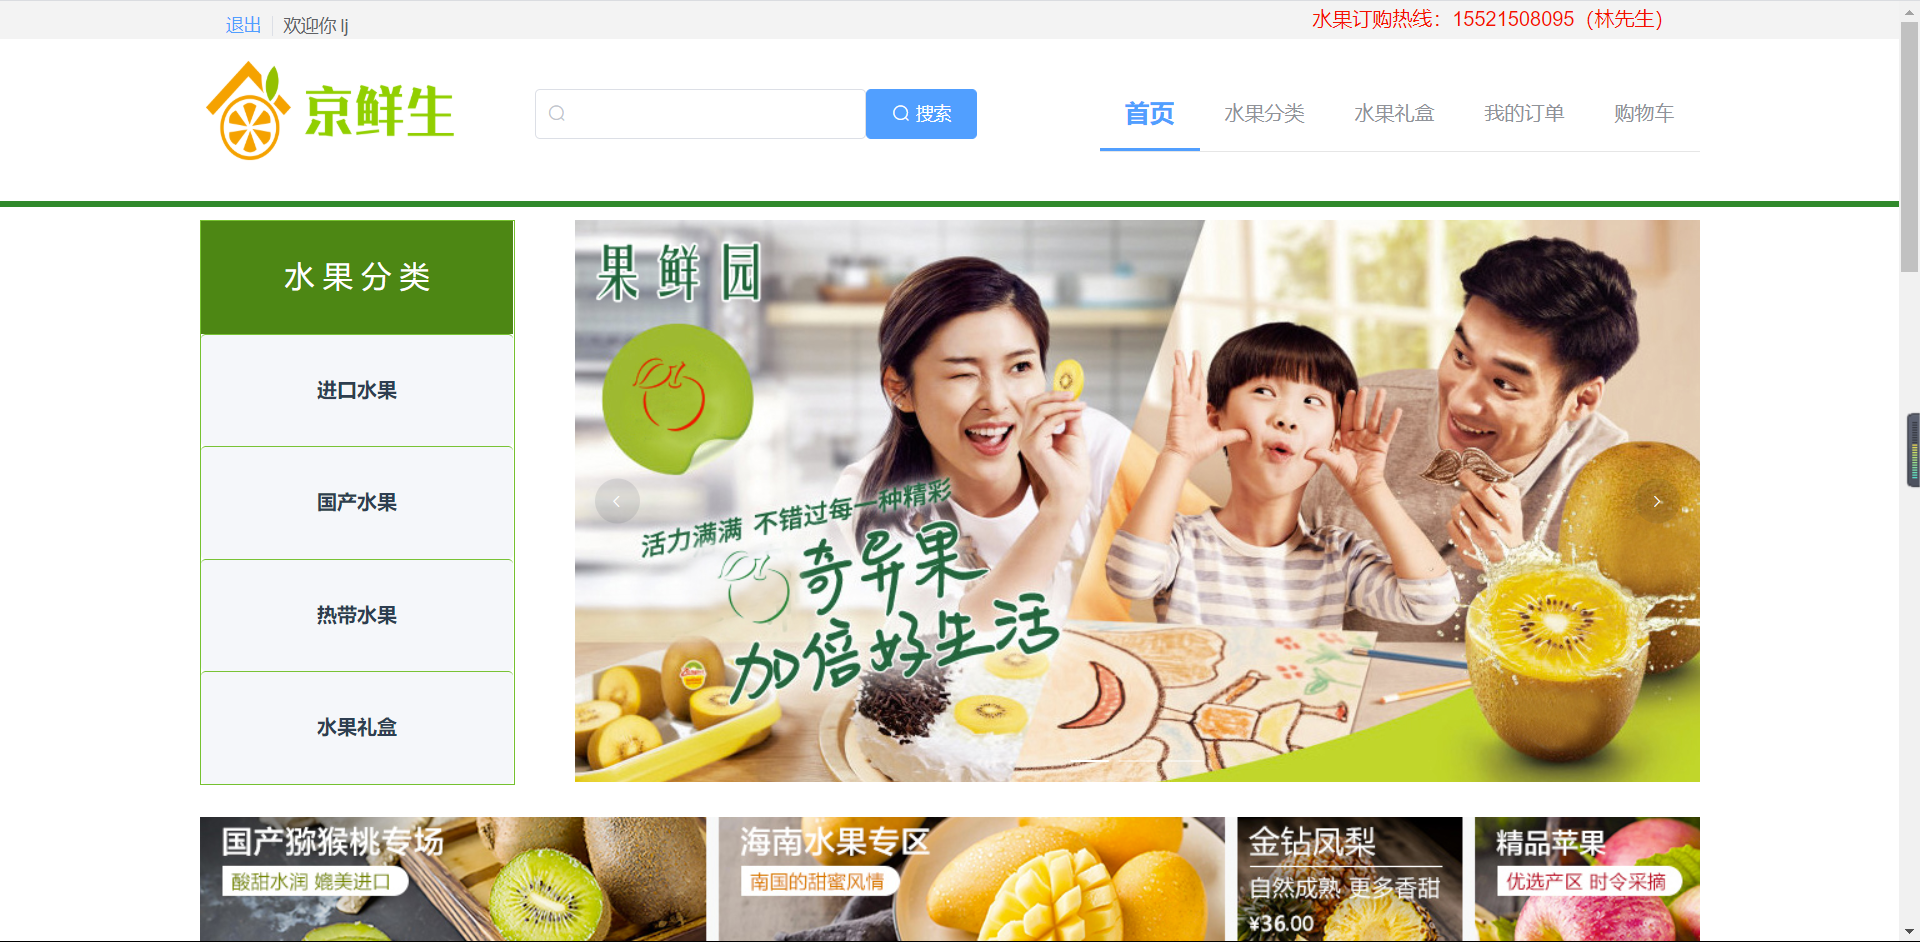 退出 欢迎你 lj
水果订购热线：15521508095（林先生）
京鲜生
搜索
首页 水果分类 水果礼盒 我的订单 购物车
水果分类
进口水果
国产水果
热带水果
水果礼盒
果鲜园
活力满满 不错过每一种精彩
奇异果
加倍好生活
国产猕猴桃专场
酸甜水润 媲美进口
海南水果专区
南国的甜蜜风情
金钻凤梨
自然成熟 更多香甜
¥36.00
精品苹果
优选产区 时令采摘